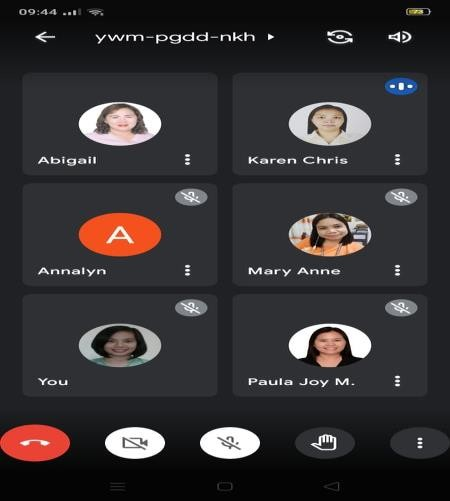 09:44
ywm-pgdd-nkh
Abigail
Karen Chris
A
Annalyn
Mary Anne
You
Paula Joy M.